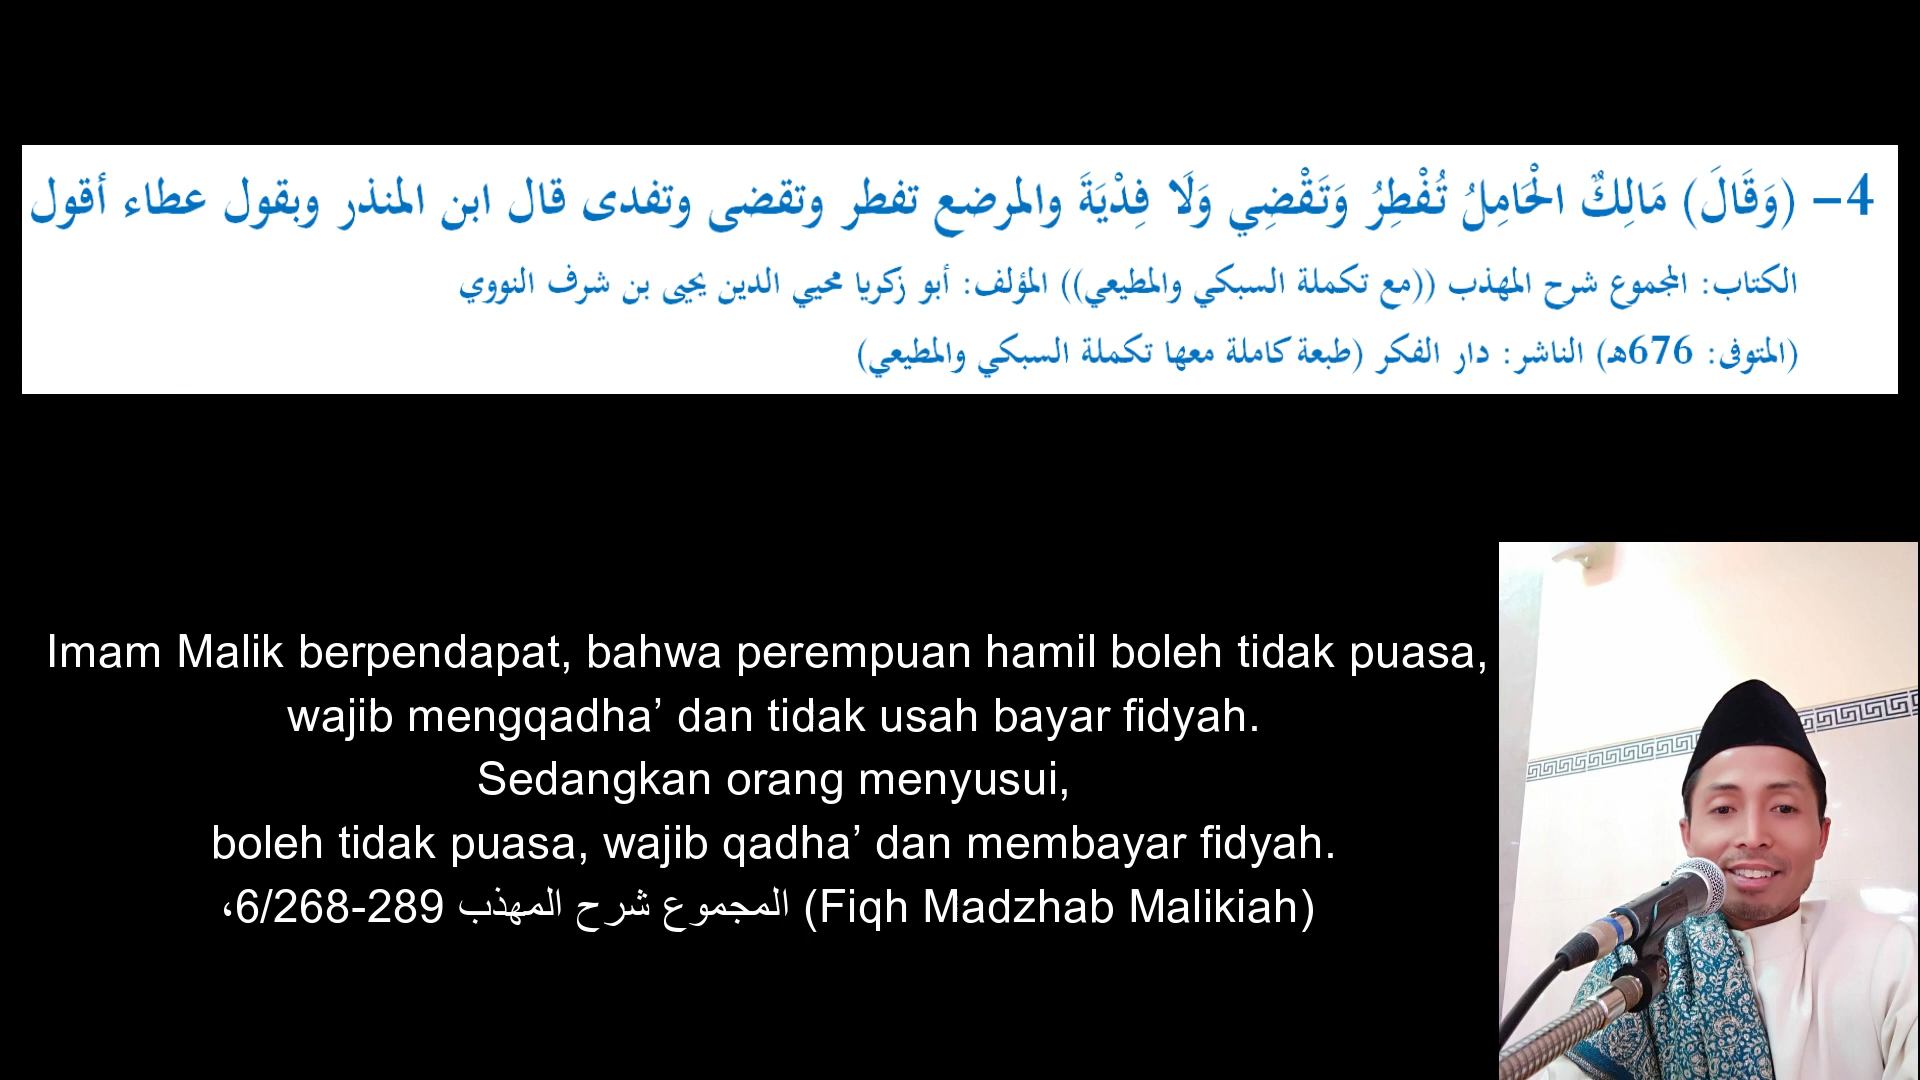 4- (وَقَالَ) مَالِكٌ الْحَامِلُ تُفْطِرُ وَتَقْضِي وَلَا فِدْيَةَ والمرضع تفطر وتقضى وتفدى قال ابن المنذر وبقول عطاء أقول
الكتاب: المجموع شرح المهذب ((مع تكملة السبكي والمطيعي)) المؤلف: أبو زكريا محيي الدين يحيى بن شرف النووي
(المتوفى: 676هـ) الناشر: دار الفكر (طبعة كاملة معها تكملة السبكي والمطيعي)
Imam Malik berpendapat, bahwa perempuan hamil boleh tidak puasa,
wajib mengqadha’ dan tidak usah bayar fidyah.
Sedangkan orang menyusui,
boleh tidak puasa, wajib qadha’ dan membayar fidyah.
،6/268-289 المجموع شرح المهذب (Fiqh Madzhab Malikiah)